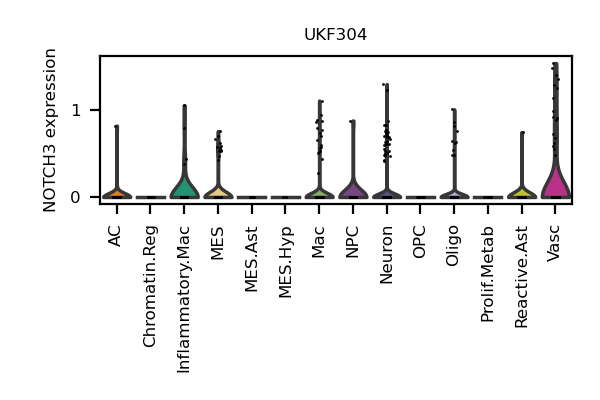 UKF304
NOTCH3 expression
1
0
AC
Chromatin.Reg
Inflammatory.Mac
MES
MES.Ast
MES.Hyp
Mac
NPC
Neuron
OPC
Oligo
Prolif.Metab
Reactive.Ast
Vasc